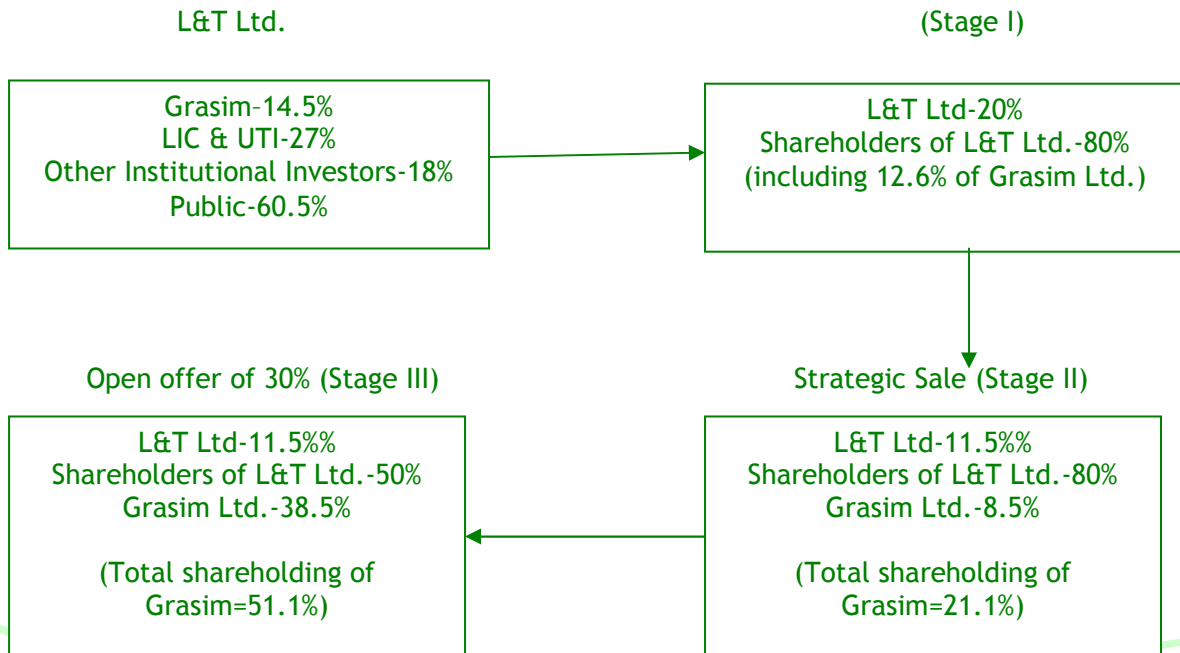 L&T Ltd.
(Stage I)
Grasim–14.5%
LIC & UTI-27%
Other Institutional Investors-18%
Public-60.5%
L&T Ltd-20%
Shareholders of L&T Ltd.-80%
(including 12.6% of Grasim Ltd.)
Open offer of 30% (Stage III)
Strategic Sale (Stage II)
L&T Ltd-11.5%%
Shareholders of L&T Ltd.-50%
Grasim Ltd.-38.5%
(Total shareholding of
Grasim=51.1%)
L&T Ltd-11.5%%
Shareholders of L&T Ltd.-80%
Grasim Ltd.-8.5%
(Total shareholding of
Grasim=21.1%)